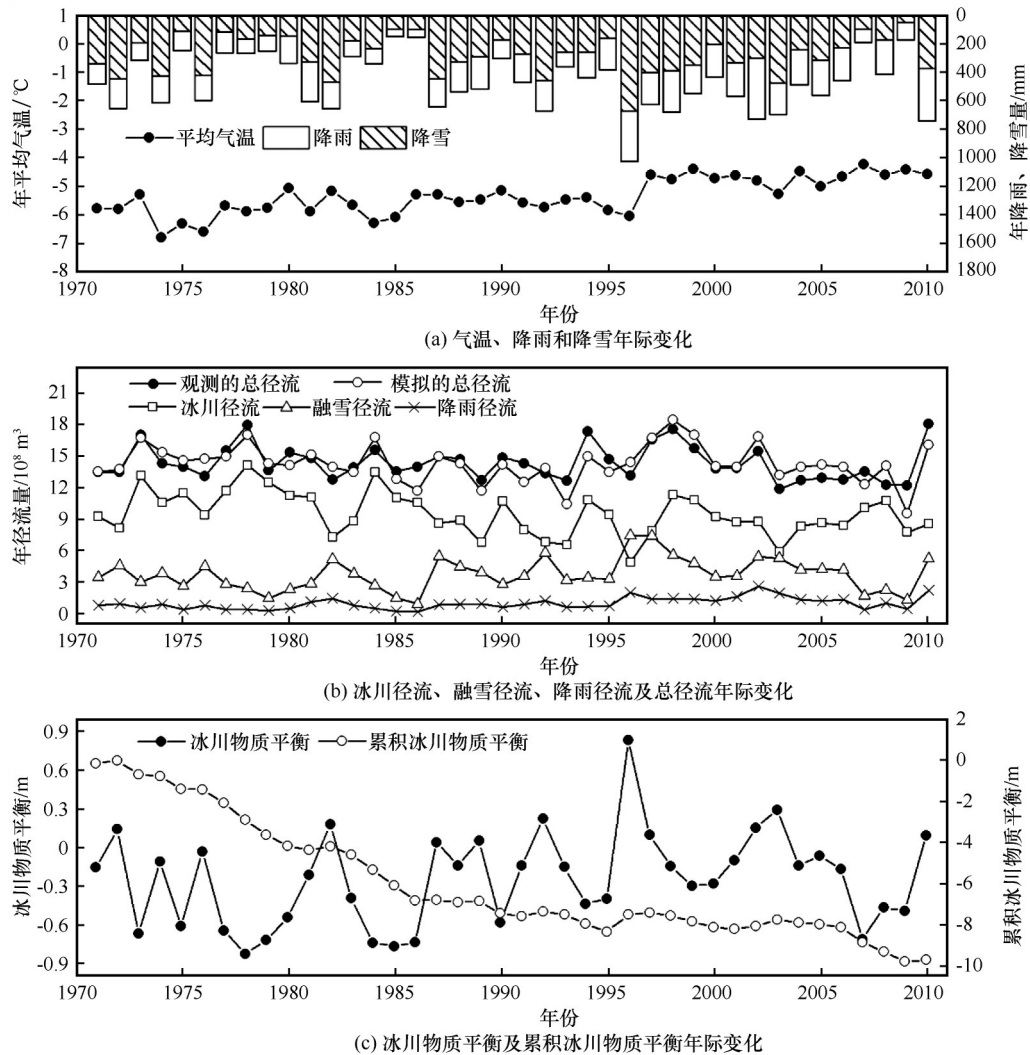 1
0
-1
-2
-3
-4
-5
-6
-7
-8
年平均气温/℃
平均气温 降雨 降雪
0
200
400
600
800
1000
1200
1400
1600
1800
年降雨、降雪量/mm
1970 1975 1980 1985 1990 1995 2000 2005 2010
年份
(a) 气温、降雨和降雪年际变化
21
18
15
12
9
6
3
0
年径流量/10⁸ m³
观测的总径流 模拟的总径流
冰川径流 融雪径流 降雨径流
1970 1975 1980 1985 1990 1995 2000 2005 2010
年份
(b) 冰川径流、融雪径流、降雨径流及总径流年际变化
0.9
0.6
0.3
0
-0.3
-0.6
-0.9
冰川物质平衡/m
冰川物质平衡 累积冰川物质平衡
2
0
-2
-4
-6
-8
-10
累积冰川物质平衡/m
1970 1975 1980 1985 1990 1995 2000 2005 2010
年份
(c) 冰川物质平衡及累积冰川物质平衡年际变化